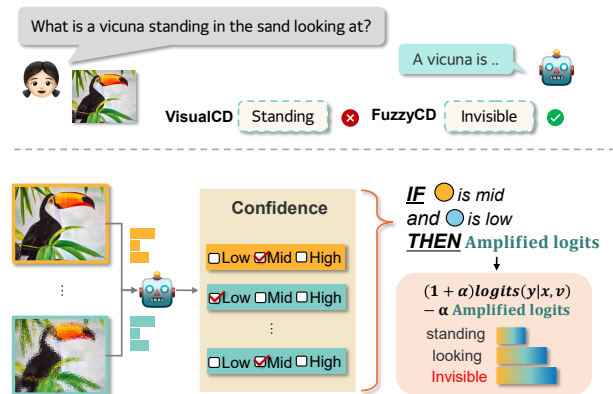 What is a vicuna standing in the sand looking at?
A vicuna is ..
VisualCD Standing FuzzyCD Invisible
Confidence
Low Mid High
Low Mid High
⋮
Low Mid High
IF is mid
and is low
THEN Amplified logits
(1 + α)logits(y|x, v)
− α Amplified logits
standing
looking
Invisible